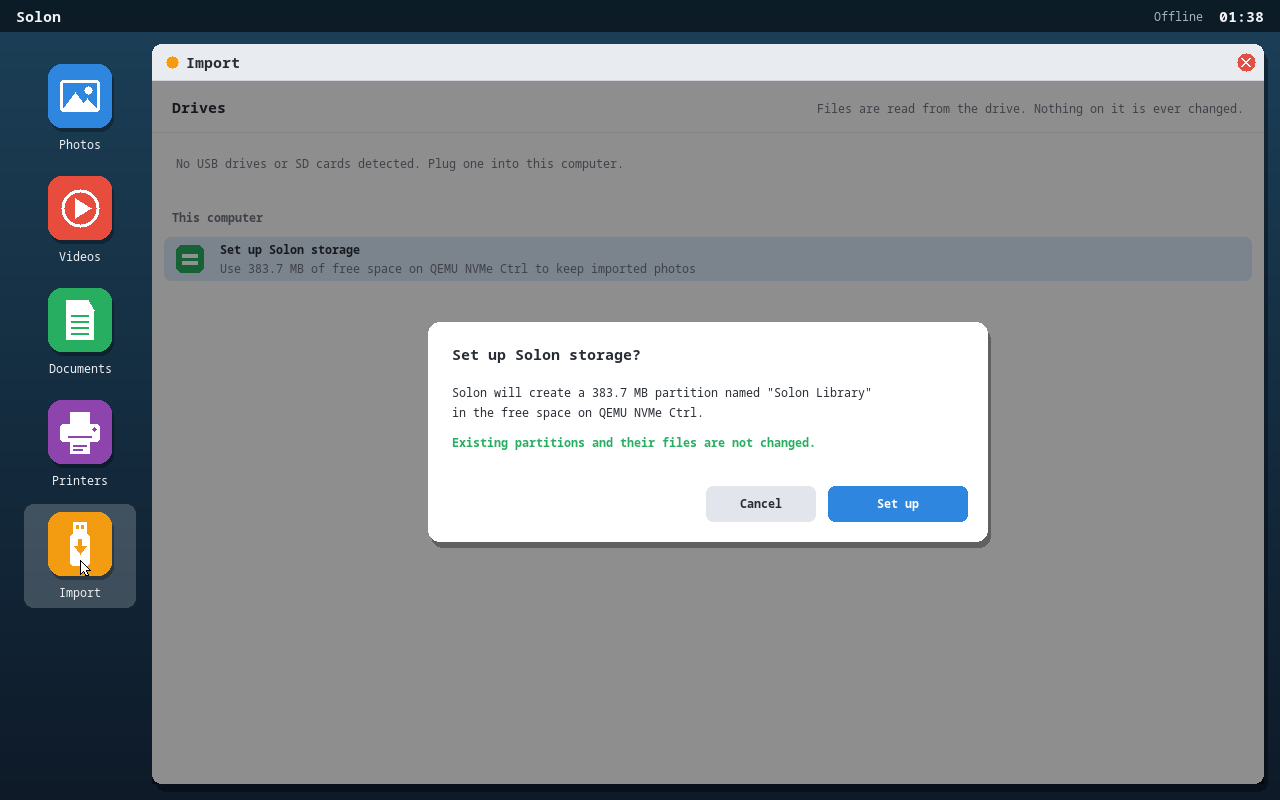 Solon
Offline 01:38
Photos
Videos
Documents
Printers
Import
Import
Drives
Files are read from the drive. Nothing on it is ever changed.
No USB drives or SD cards detected. Plug one into this computer.
This computer
Set up Solon storage
Use 383.7 MB of free space on QEMU NVMe Ctrl to keep imported photos
Set up Solon storage?
Solon will create a 383.7 MB partition named "Solon Library"
in the free space on QEMU NVMe Ctrl.
Existing partitions and their files are not changed.
Cancel
Set up